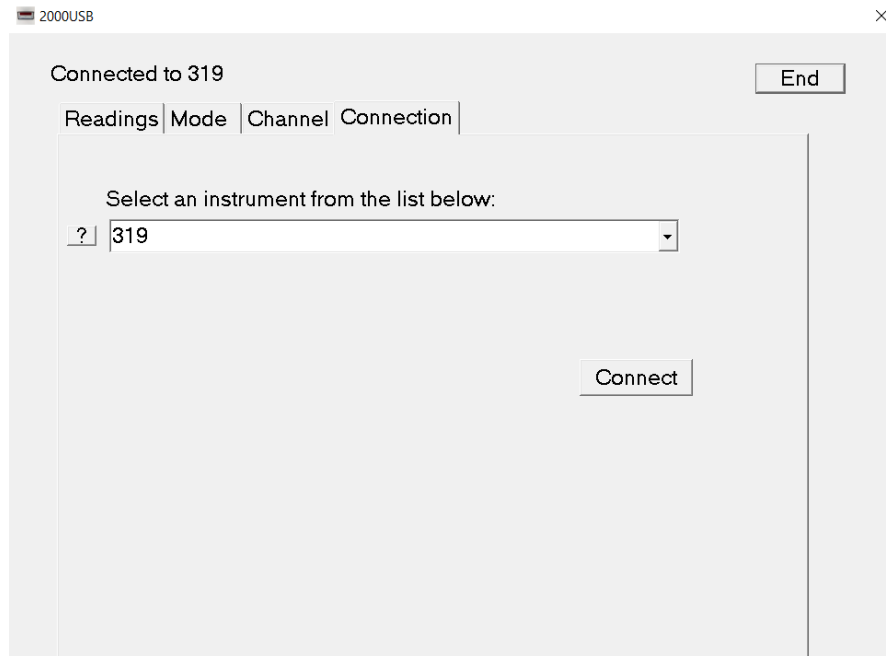 2000USB
Connected to 319
End
Readings Mode Channel Connection
Select an instrument from the list below:
? 319
Connect